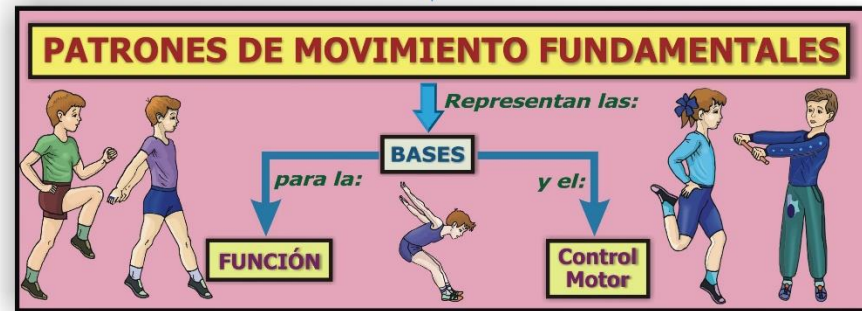 PATRONES DE MOVIMIENTO FUNDAMENTALES
Representan las:
BASES
para la:
y el:
FUNCIÓN
Control
Motor